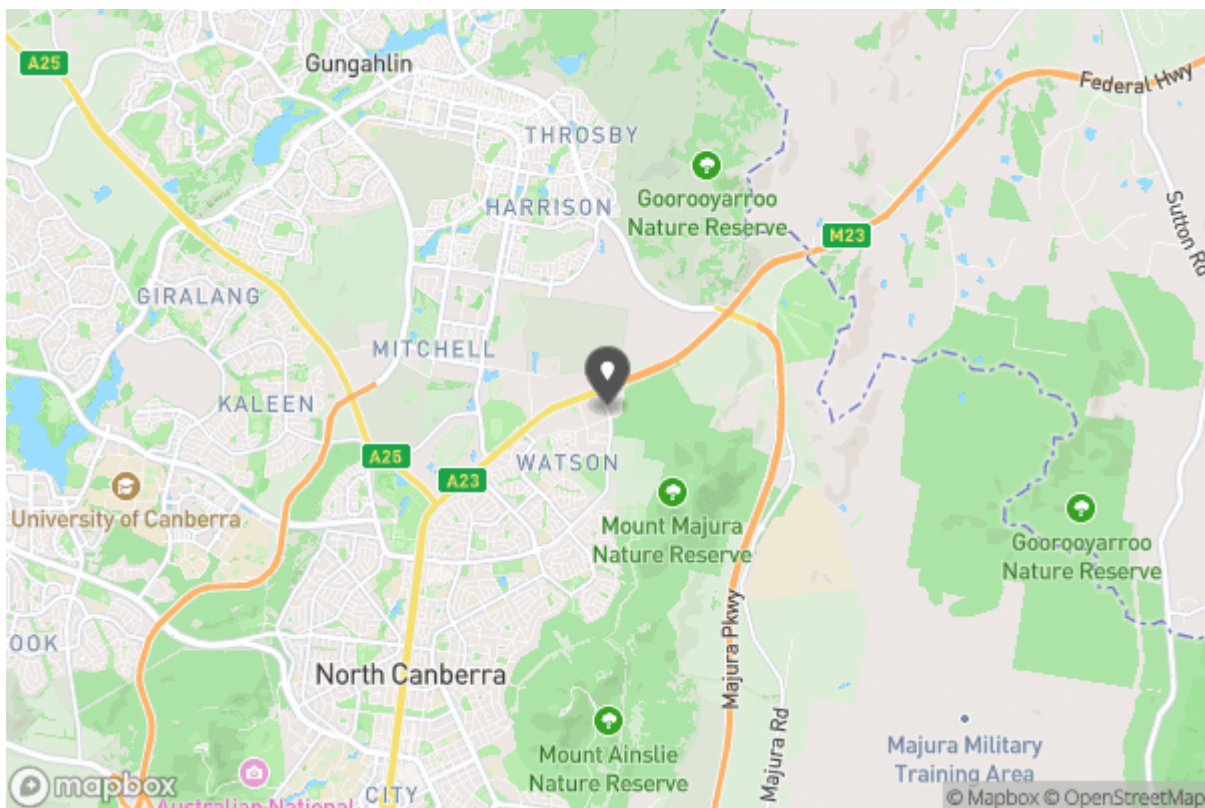 A25
Gungahlin
Federal Hwy
THROSBY
Goorooyarroo
Nature Reserve
HARRISON
Sutton Rd
M23
GIRALANG
MITCHELL
KALEEN
A25
WATSON
A23
University of Canberra
Mount Majura
Nature Reserve
Goorooyarroo
Nature Reserve
OOK
North Canberra
Majura Pkwy
Majura Rd
Mount Ainslie
Nature Reserve
Majura Military
Training Area
mapbox
Australian National
CITY
© Mapbox © OpenStreetMap